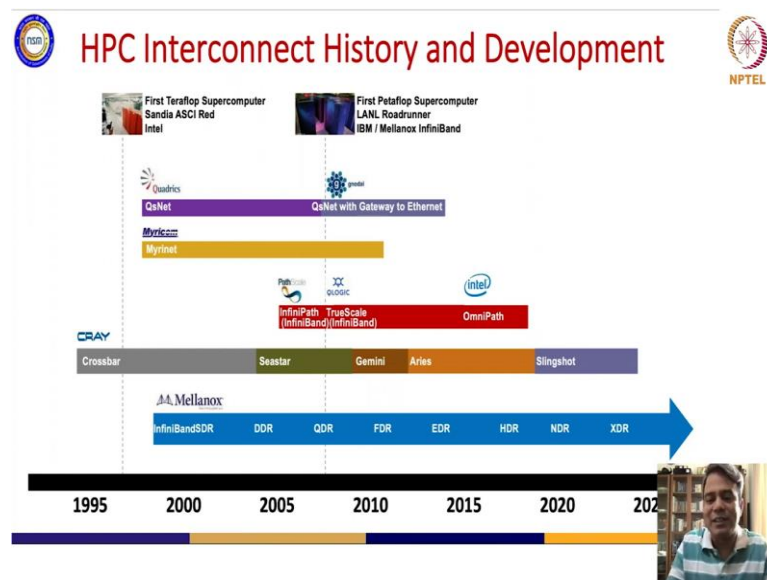 nsm
HPC Interconnect History and Development
NPTEL
First Teraflop Supercomputer
Sandia ASCI Red
Intel
First Petaflop Supercomputer
LANL Roadrunner
IBM / Mellanox InfiniBand
Quadrics
gnodal
QsNet
QsNet with Gateway to Ethernet
Myricom
Myrinet
PathScale
QLOGIC
intel
InfiniPath TrueScale
(InfiniBand)(InfiniBand)
OmniPath
CRAY
Crossbar
Seastar
Gemini
Aries
Slingshot
Mellanox
InfiniBandSDR
DDR
QDR
FDR
EDR
HDR
NDR
XDR
1995
2000
2005
2010
2015
2020
202